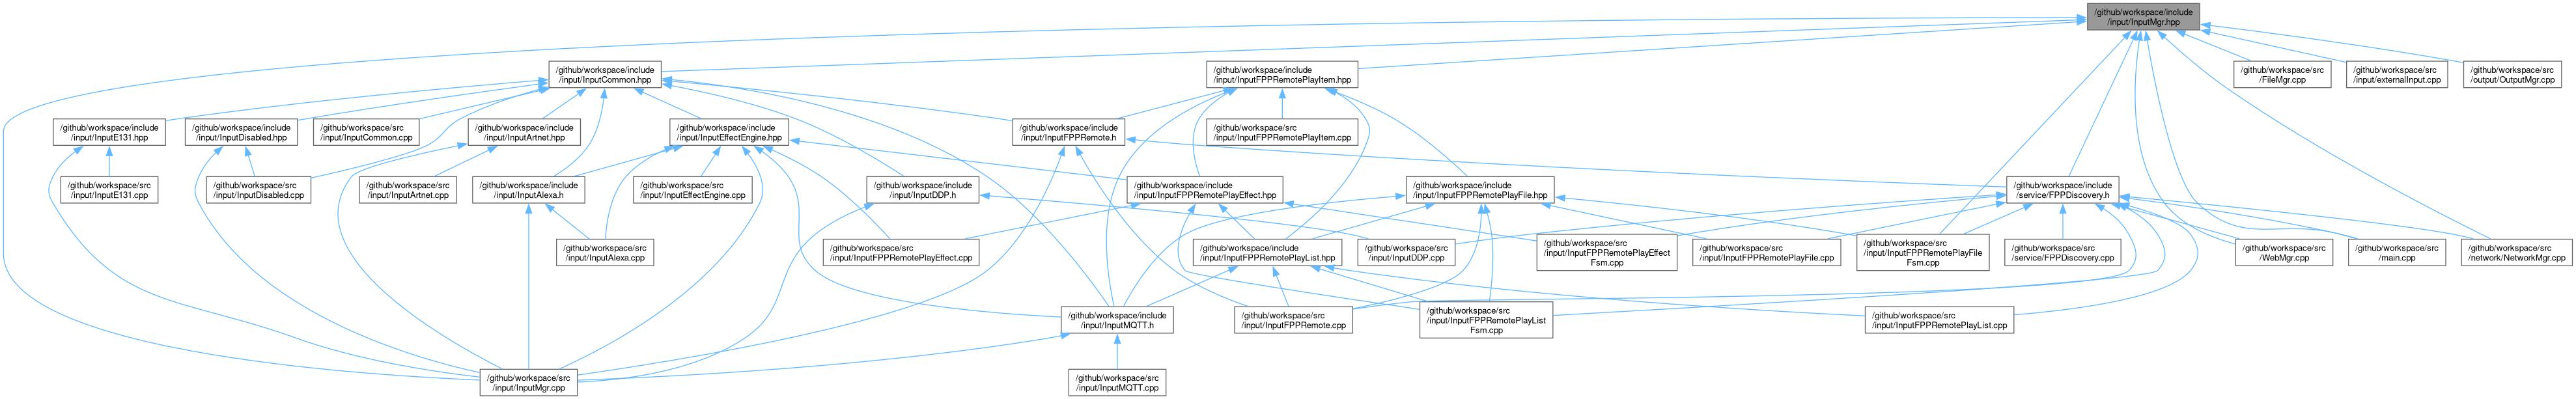 /github/workspace/include
/input/InputMgr.hpp
/github/workspace/include
/input/InputCommon.hpp
/github/workspace/include
/input/InputFPPRemotePlayItem.hpp
/github/workspace/src
/FileMgr.cpp
/github/workspace/src
/input/externalInput.cpp
/github/workspace/src
/output/OutputMgr.cpp
/github/workspace/include
/input/InputE131.hpp
/github/workspace/include
/input/InputDisabled.hpp
/github/workspace/src
/input/InputCommon.cpp
/github/workspace/include
/input/InputArtnet.hpp
/github/workspace/include
/input/InputEffectEngine.hpp
/github/workspace/include
/input/InputFPPRemote.h
/github/workspace/src
/input/InputFPPRemotePlayItem.cpp
/github/workspace/src
/input/InputE131.cpp
/github/workspace/src
/input/InputDisabled.cpp
/github/workspace/src
/input/InputArtnet.cpp
/github/workspace/include
/input/InputAlexa.h
/github/workspace/src
/input/InputEffectEngine.cpp
/github/workspace/include
/input/InputDDP.h
/github/workspace/include
/input/InputFPPRemotePlayEffect.hpp
/github/workspace/include
/input/InputFPPRemotePlayFile.hpp
/github/workspace/include
/service/FPPDiscovery.h
/github/workspace/src
/input/InputAlexa.cpp
/github/workspace/src
/input/InputFPPRemotePlayEffect.cpp
/github/workspace/include
/input/InputFPPRemotePlayList.hpp
/github/workspace/src
/input/InputDDP.cpp
/github/workspace/src
/input/InputFPPRemotePlayEffect
Fsm.cpp
/github/workspace/src
/input/InputFPPRemotePlayFile.cpp
/github/workspace/src
/input/InputFPPRemotePlayFile
Fsm.cpp
/github/workspace/src
/service/FPPDiscovery.cpp
/github/workspace/src
/WebMgr.cpp
/github/workspace/src
/main.cpp
/github/workspace/src
/network/NetworkMgr.cpp
/github/workspace/include
/input/InputMQTT.h
/github/workspace/src
/input/InputFPPRemote.cpp
/github/workspace/src
/input/InputFPPRemotePlayList
Fsm.cpp
/github/workspace/src
/input/InputFPPRemotePlayList.cpp
/github/workspace/src
/input/InputMgr.cpp
/github/workspace/src
/input/InputMQTT.cpp